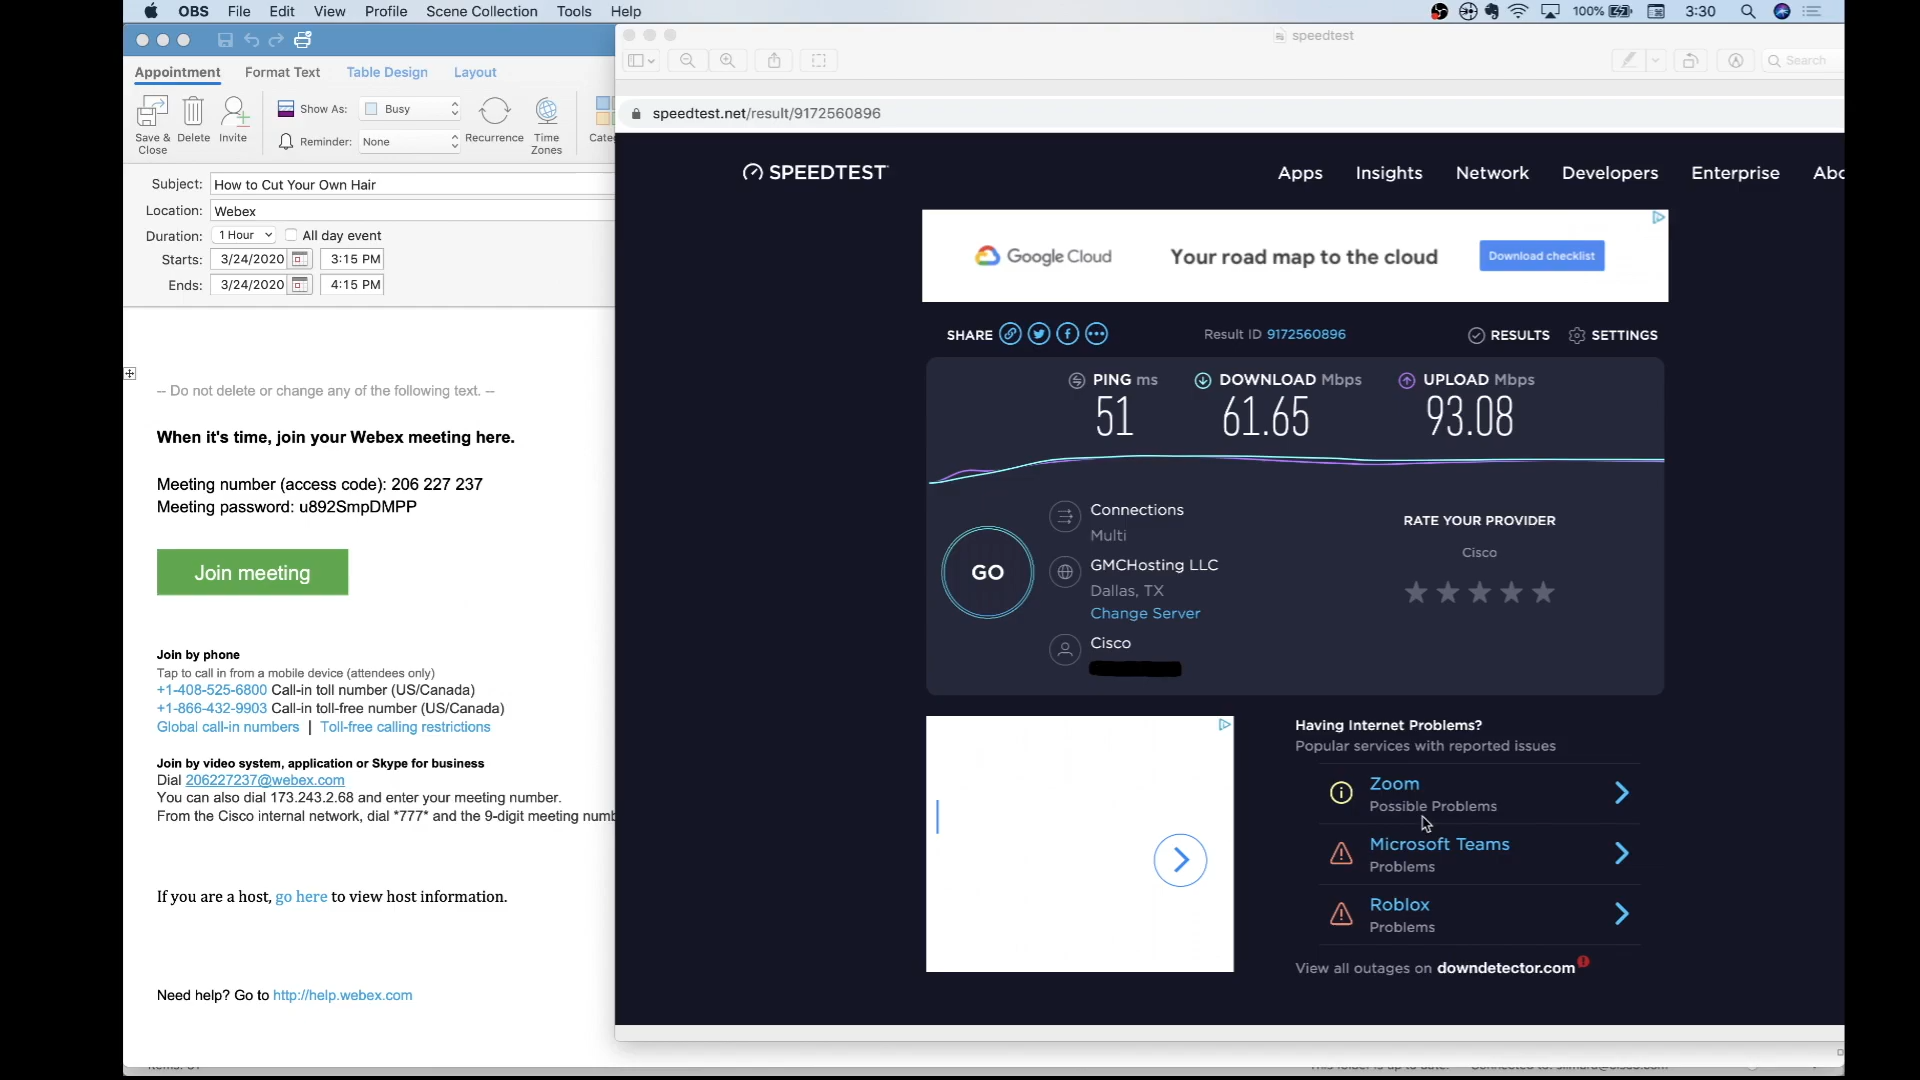 OBS File Edit View Profile Scene Collection Tools Help 100% 3:30
speedtest
Appointment Format Text Table Design Layout
Search
Save & Close
Delete
Invite
Show As: Busy
Reminder: None
Recurrence
Time Zones
speedtest.net/result/9172560896
Subject: How to Cut Your Own Hair
Location: Webex
Duration: 1 Hour All day event
Starts: 3/24/2020 3:15 PM
Ends: 3/24/2020 4:15 PM
-- Do not delete or change any of the following text. --
When it's time, join your Webex meeting here.
Meeting number (access code): 206 227 237
Meeting password: u892SmpDMPP
Join meeting
Join by phone
Tap to call in from a mobile device (attendees only)
+1-408-525-6800 Call-in toll number (US/Canada)
+1-866-432-9903 Call-in toll-free number (US/Canada)
Global call-in numbers | Toll-free calling restrictions
Join by video system, application or Skype for business
Dial 206227237@webex.com
You can also dial 173.243.2.68 and enter your meeting number.
From the Cisco internal network, dial *777* and the 9-digit meeting numb
If you are a host, go here to view host information.
Need help? Go to http://help.webex.com
SPEEDTEST
Apps Insights Network Developers Enterprise Abo
Google Cloud Your road map to the cloud Download checklist
SHARE Result ID 9172560896 RESULTS SETTINGS
PING ms DOWNLOAD Mbps UPLOAD Mbps
51 61.65 93.08
GO
Connections
Multi
GMCHosting LLC
Dallas, TX
Change Server
Cisco
RATE YOUR PROVIDER
Cisco
Having Internet Problems?
Popular services with reported issues
Zoom
Possible Problems
Microsoft Teams
Problems
Roblox
Problems
View all outages on downdetector.com